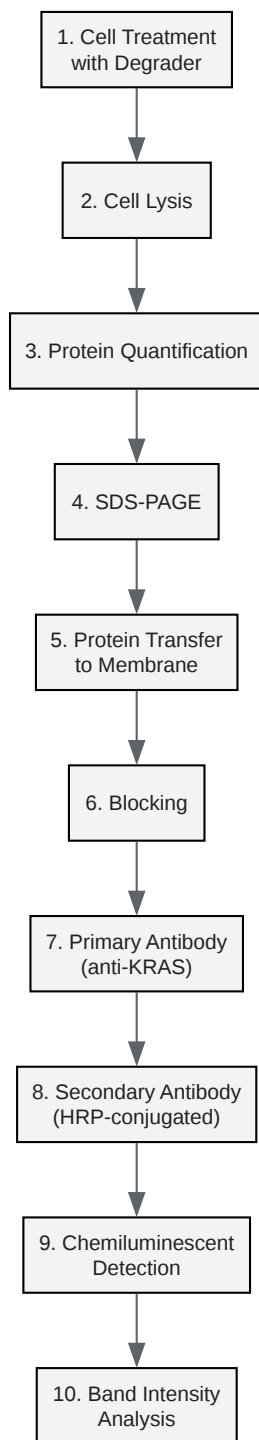 1. Cell Treatment
with Degrader
2. Cell Lysis
3. Protein Quantification
4. SDS-PAGE
5. Protein Transfer
to Membrane
6. Blocking
7. Primary Antibody
(anti-KRAS)
8. Secondary Antibody
(HRP-conjugated)
9. Chemiluminescent
Detection
10. Band Intensity
Analysis